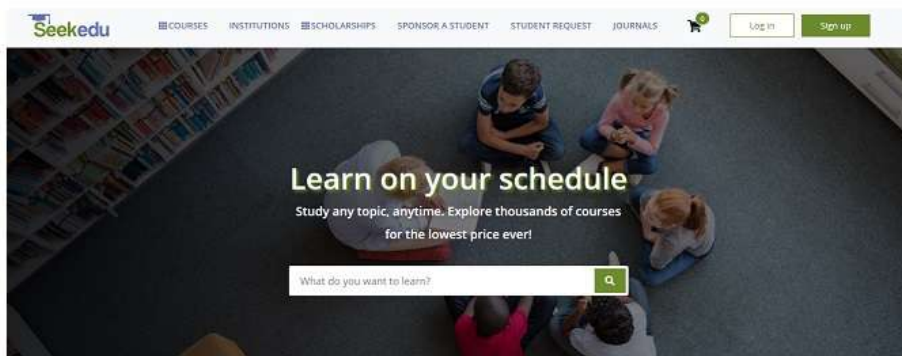 Seekedu
COURSES INSTITUTIONS SCHOLARSHIPS SPONSOR A STUDENT STUDENT REQUEST JOURNALS 0 Log in Sign up
Learn on your schedule
Study any topic, anytime. Explore thousands of courses
for the lowest price ever!
What do you want to learn?